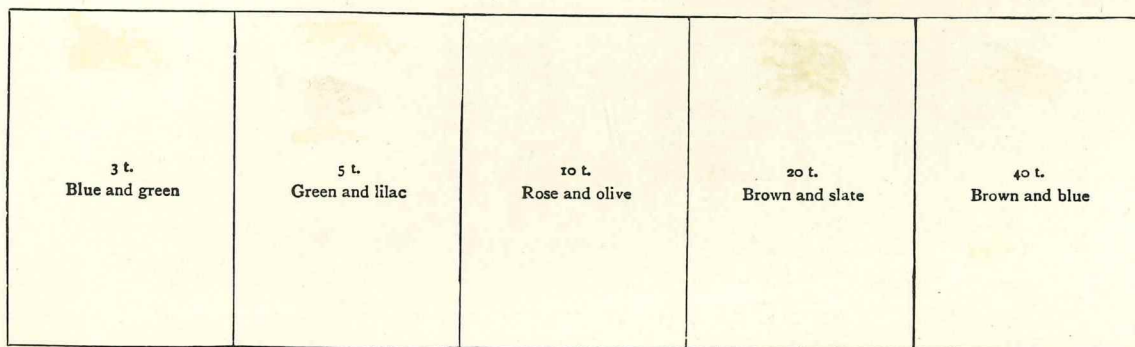 3 t.
Blue and green
5 t.
Green and lilac
10 t.
Rose and olive
20 t.
Brown and slate
40 t.
Brown and blue